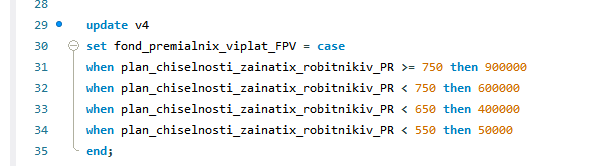 28
29 update v4
30 set fond_premialnix_viplat_FPV = case
31 when plan_chiselnosti_zainatix_robitnikiv_PR >= 750 then 900000
32 when plan_chiselnosti_zainatix_robitnikiv_PR < 750 then 600000
33 when plan_chiselnosti_zainatix_robitnikiv_PR < 650 then 400000
34 when plan_chiselnosti_zainatix_robitnikiv_PR < 550 then 50000
35 end;